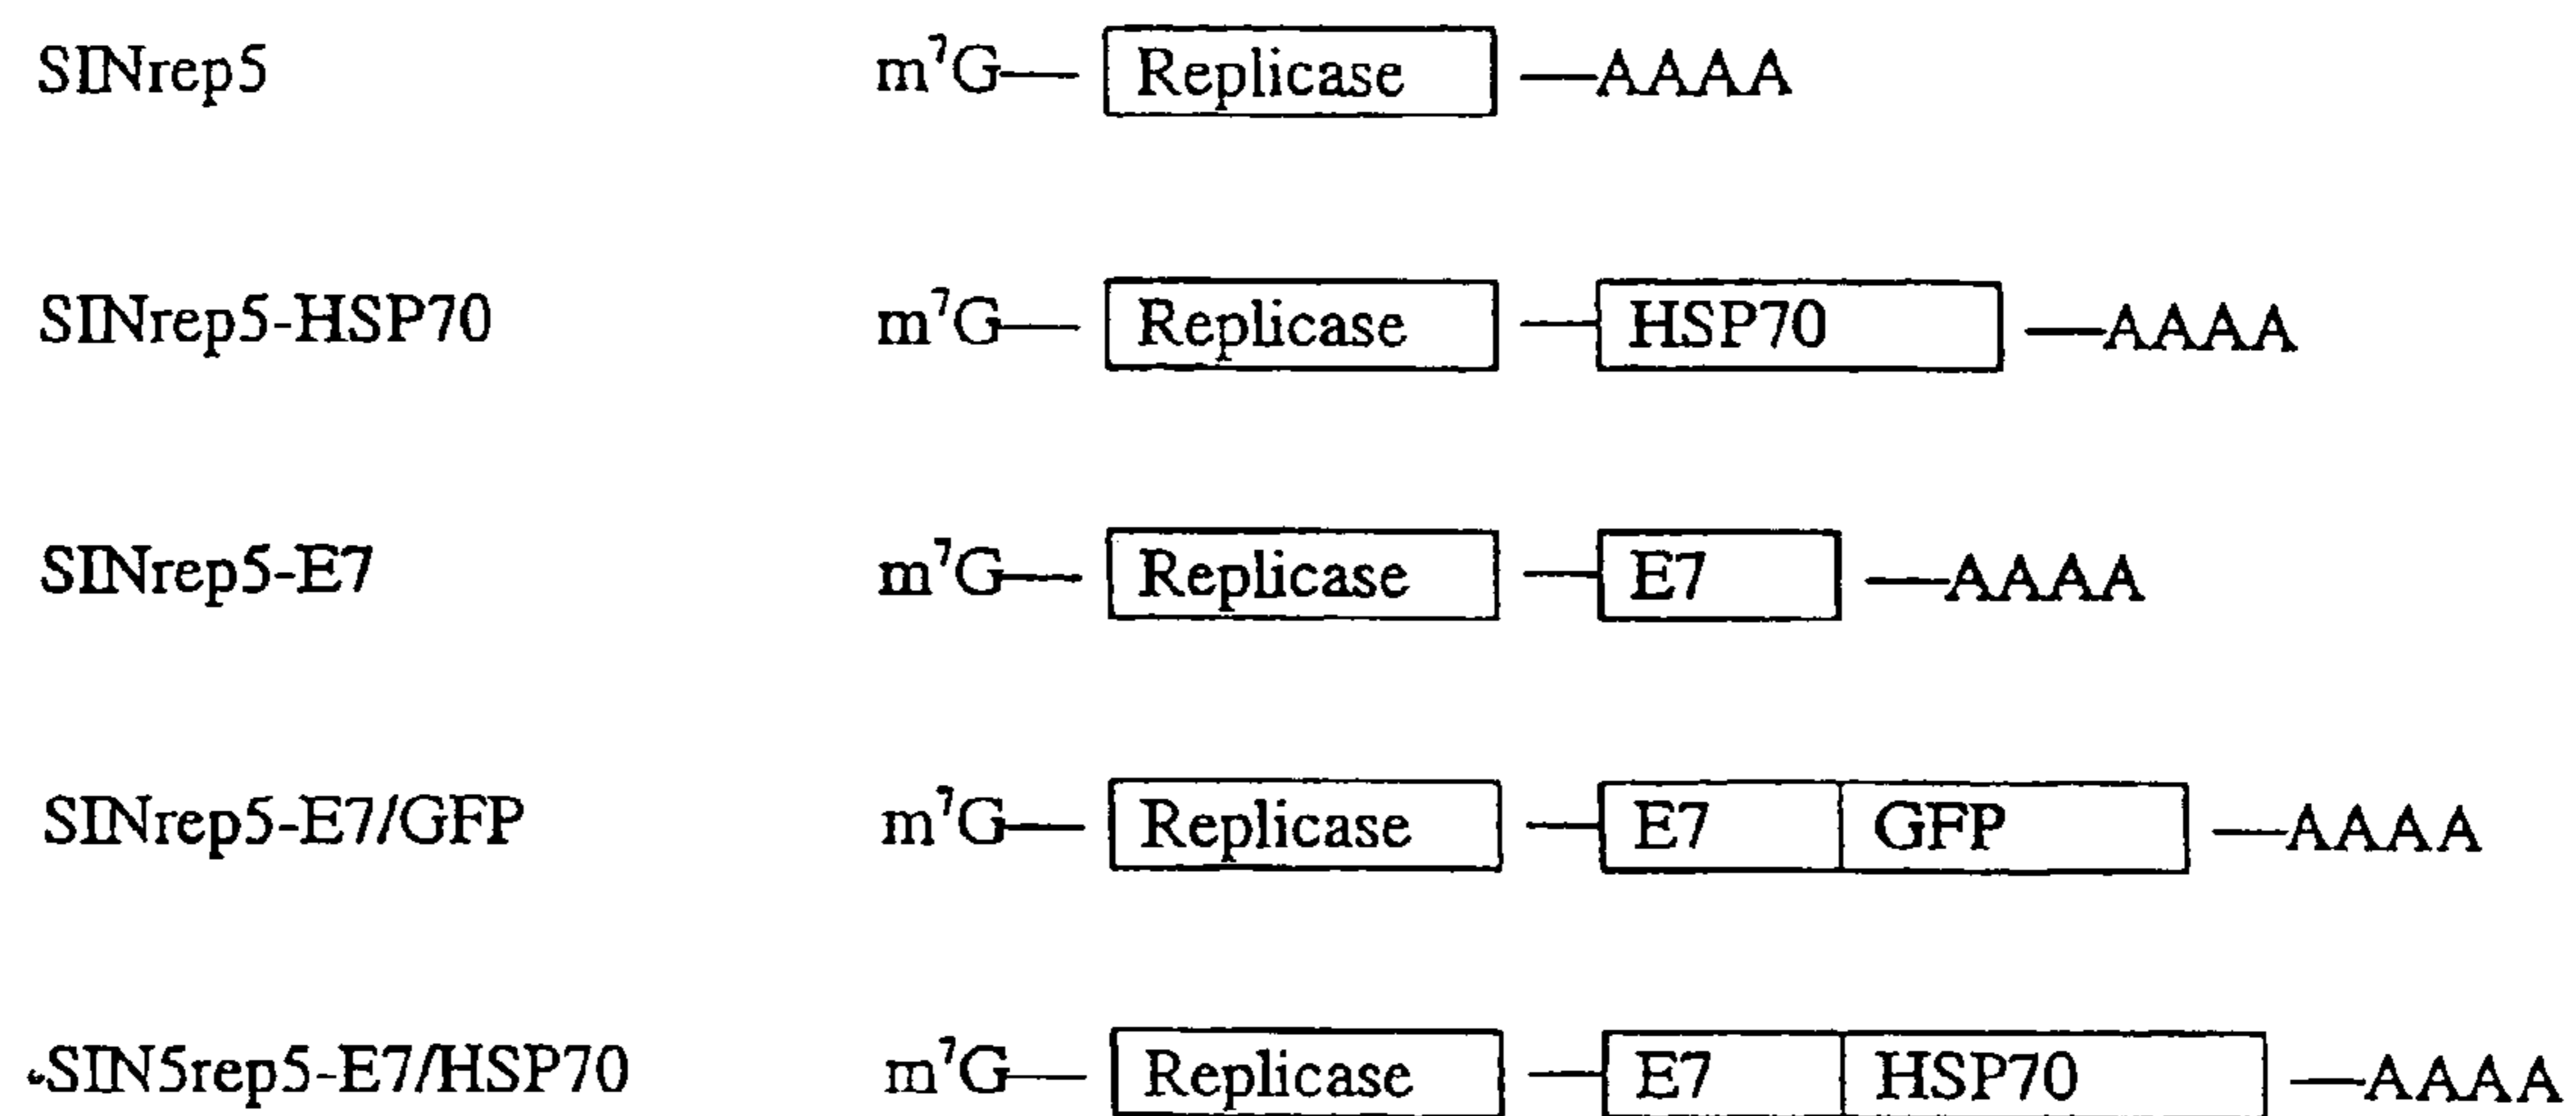 SINrep5 m⁷G— Replicase —AAAA
SINrep5-HSP70 m⁷G— Replicase — HSP70 —AAAA
SINrep5-E7 m⁷G— Replicase — E7 —AAAA
SINrep5-E7/GFP m⁷G— Replicase — E7 GFP —AAAA
SIN5rep5-E7/HSP70 m⁷G— Replicase — E7 HSP70 —AAAA